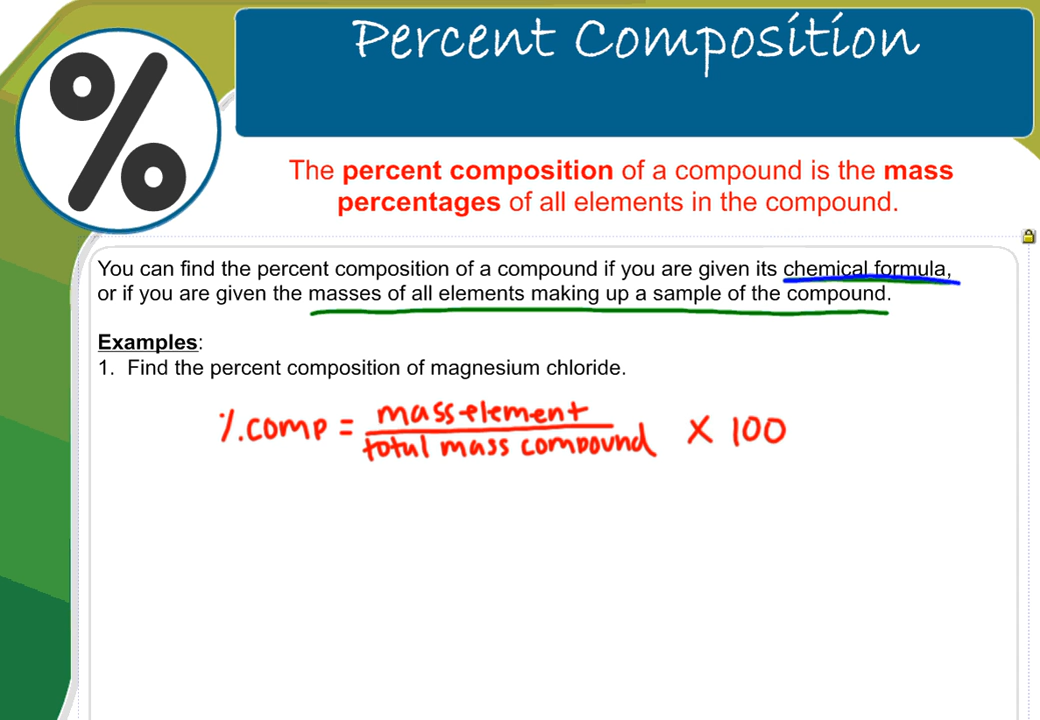 %
Percent Composition
The percent composition of a compound is the mass
percentages of all elements in the compound.
You can find the percent composition of a compound if you are given its chemical formula,
or if you are given the masses of all elements making up a sample of the compound.
Examples:
1. Find the percent composition of magnesium chloride.
%.comp = mass element / total mass compound X 100